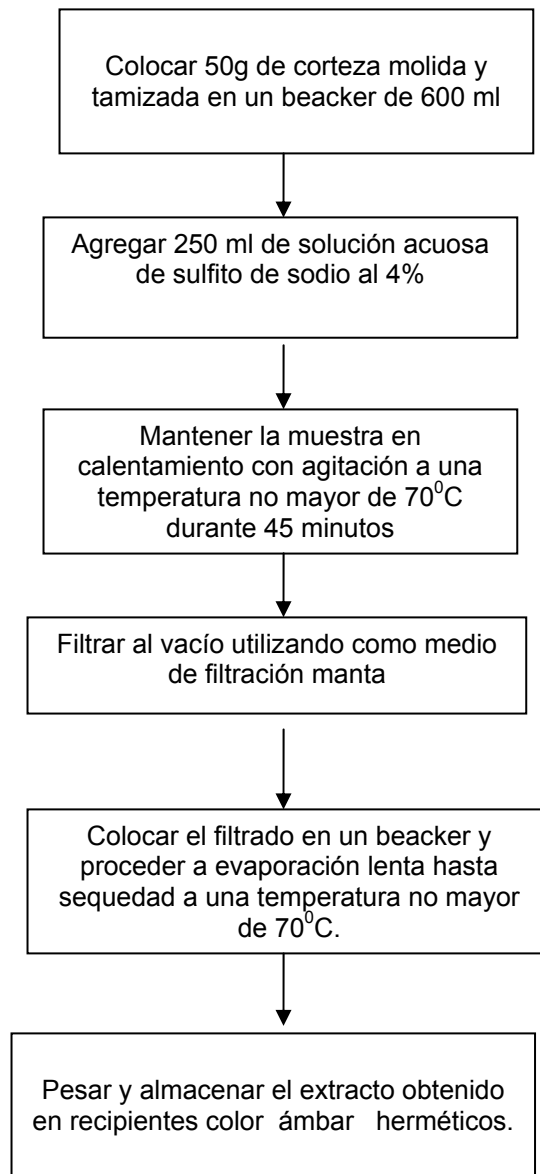 Colocar 50g de corteza molida y
tamizada en un beacker de 600 ml
Agregar 250 ml de solución acuosa
de sulfito de sodio al 4%
Mantener la muestra en
calentamiento con agitación a una
temperatura no mayor de 70⁰C
durante 45 minutos
Filtrar al vacío utilizando como medio
de filtración manta
Colocar el filtrado en un beacker y
proceder a evaporación lenta hasta
sequedad a una temperatura no mayor
de 70⁰C.
Pesar y almacenar el extracto obtenido
en recipientes color ámbar herméticos.